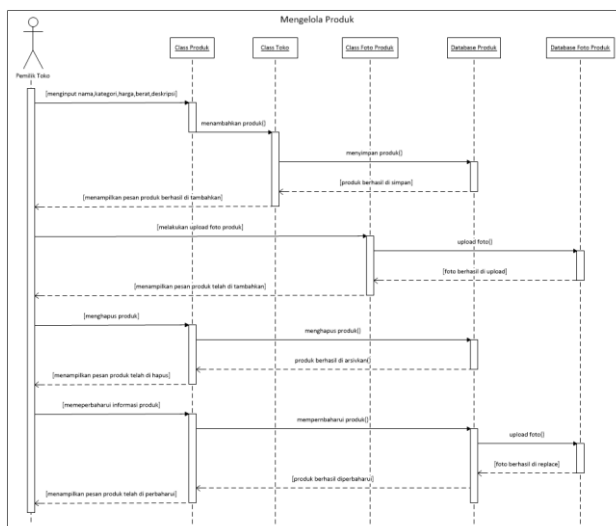 Mengelola Produk
Class Produk
Class Toko
Class Foto Produk
Database Produk
Database Foto Produk
Pemilik Toko
[menginput nama,kategori,harga,berat,deskripsi]
menambahkan produk()
menyimpan produk()
[produk berhasil di simpan]
[menampilkan pesan produk berhasil di tambahkan]
[melakukan upload foto produk]
upload foto()
[foto berhasil di upload]
[menampilkan pesan produk telah di tambahkan]
[menghapus produk]
menghapus produk()
produk berhasil di arsivkan()
[menampilkan pesan produk telah di hapus]
[memeperbaharui informasi produk]
mempernbaharui produk()
upload foto()
[foto berhasil di replace]
[produk berhasil diperbaharui]
[menampilkan pesan produk telah di perbaharui]